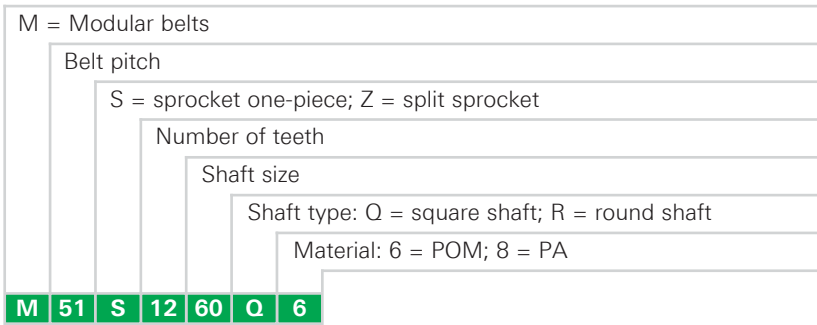 M = Modular belts
Belt pitch
S = sprocket one-piece; Z = split sprocket
Number of teeth
Shaft size
Shaft type: Q = square shaft; R = round shaft
Material: 6 = POM; 8 = PA
M 51 S 12 60 Q 6